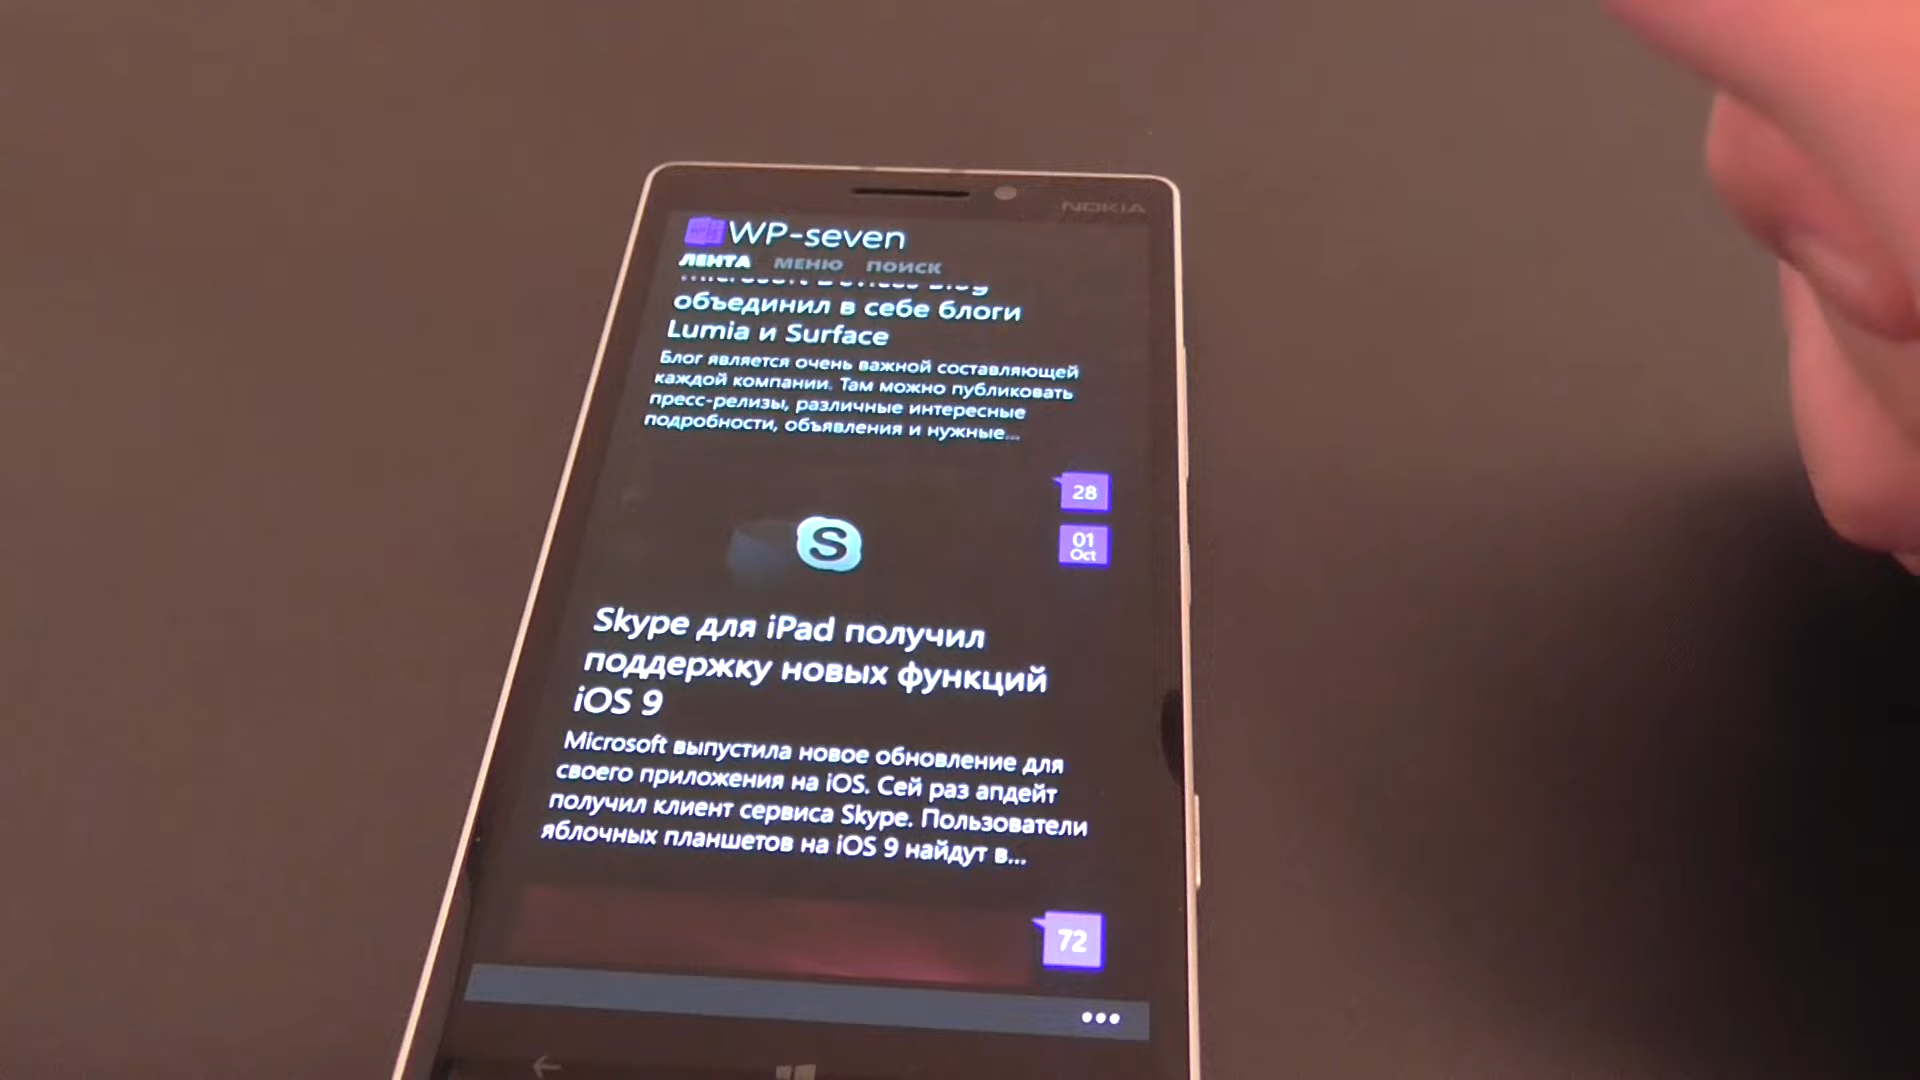 NOKIA
WP-seven
ЛЕНТА МЕНЮ ПОИСК
объединил в себе блоги
Lumia и Surface
Блог является очень важной составляющей
каждой компании. Там можно публиковать
пресс-релизы, различные интересные
подробности, объявления и нужные...
28
01
Oct
S
Skype для iPad получил
поддержку новых функций
iOS 9
Microsoft выпустила новое обновление для
своего приложения на iOS. Сей раз апдейт
получил клиент сервиса Skype. Пользователи
яблочных планшетов на iOS 9 найдут в...
72